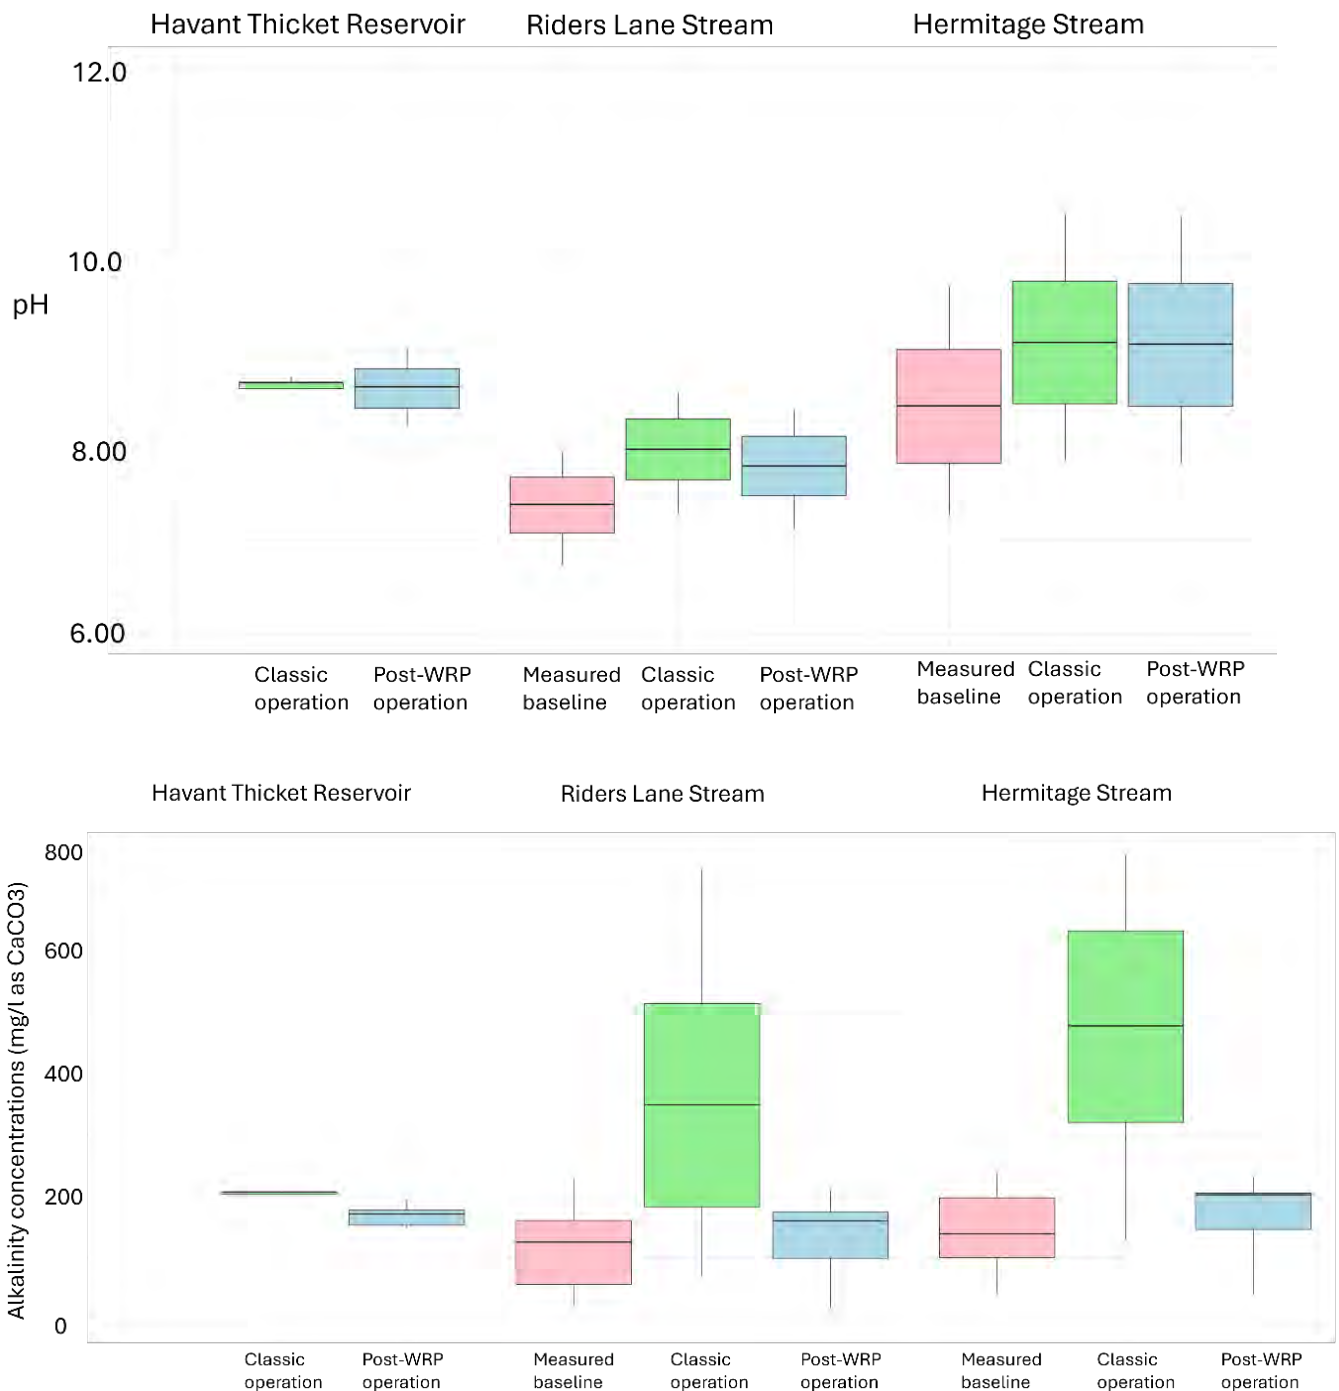 Havant Thicket Reservoir Riders Lane Stream Hermitage Stream
12.0
10.0
pH
8.00
6.00
Classic operation
Post-WRP operation
Measured baseline
Classic operation
Post-WRP operation
Measured baseline
Classic operation
Post-WRP operation
Havant Thicket Reservoir Riders Lane Stream Hermitage Stream
Alkalinity concentrations (mg/l as CaCO3)
800
600
400
200
0
Classic operation
Post-WRP operation
Measured baseline
Classic operation
Post-WRP operation
Measured baseline
Classic operation
Post-WRP operation